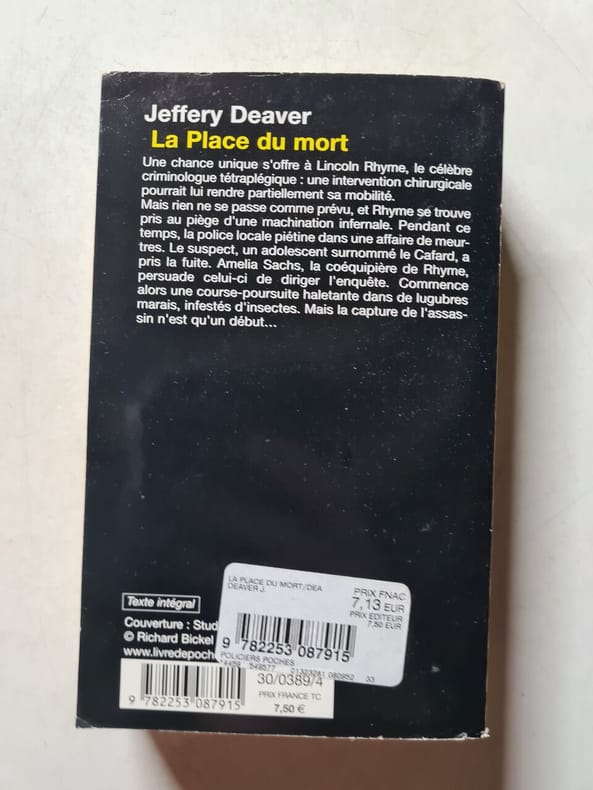 Jeffery Deaver
La Place du mort
Une chance unique s'offre à Lincoln Rhyme, le célèbre
criminologue tétraplégique : une intervention chirurgicale
pourrait lui rendre partiellement sa mobilité.
Mais rien ne se passe comme prévu, et Rhyme se trouve
pris au piège d'une machination infernale. Pendant ce
temps, la police locale piétine dans une affaire de meur-
tres. Le suspect, un adolescent surnommé le Cafard, a
pris la fuite. Amelia Sachs, la coéquipière de Rhyme,
persuade celui-ci de diriger l'enquête. Commence
alors une course-poursuite haletante dans de lugubres
marais, infestés d'insectes. Mais la capture de l'assas-
sin n'est qu'un début...
Texte intégral
Couverture : Stud
© Richard Bickel
www.livredepoche
LA PLACE DU MORT/DEA
DEAVER J.
PRIX FNAC
7,13 EUR
PRIX EDITEUR
7,50 EUR
9 782253 087915
POLICIERS POCHES
549577 01323281 080952 33
30/0389/4
PRIX FRANCE TC
9 782253 087915
7,50 €